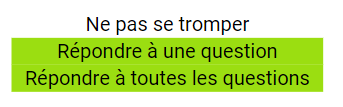 Ne pas se tromper
Répondre à une question
Répondre à toutes les questions